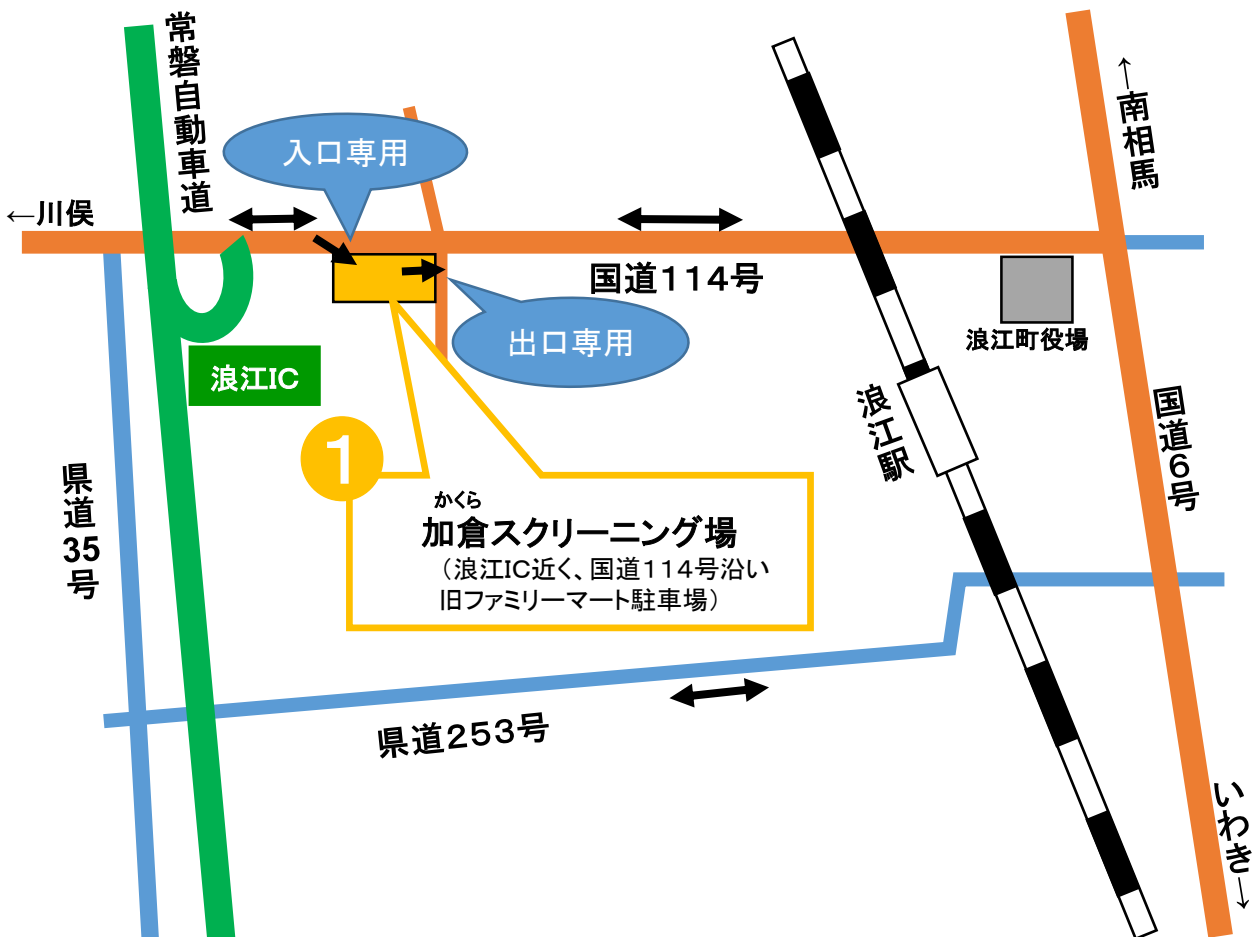 常磐自動車道
入口専用
←南相馬
←川俣
国道114号
出口専用
浪江町役場
浪江IC
浪江駅
国道6号
1
かくら
加倉スクリーニング場
（浪江IC近く、国道114号沿い
旧ファミリーマート駐車場）
県道35号
県道253号
いわき→